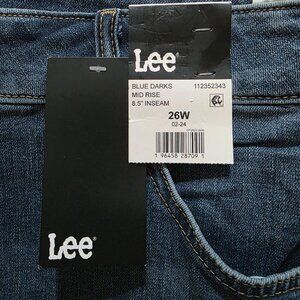 Lee
BLUE DARKS 112352343
MID RISE
8.5" INSEAM
26W
02-24
1 96458 28709 1
Lee